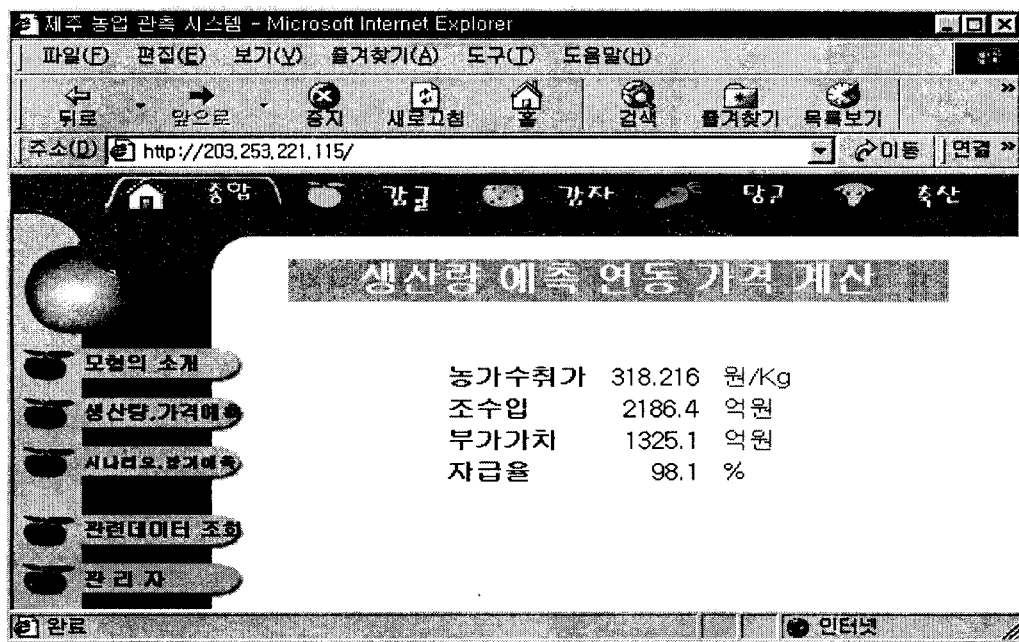 제주 농업 관측 시스템 - Microsoft Internet Explorer
파일(F) 편집(E) 보기(V) 즐겨찾기(A) 도구(T) 도움말(H)
뒤로 앞으로 중지 새로고침 홈 검색 즐겨찾기 목록보기 »
주소(D) http://203.253.221.115/ 이동 연결 »
중앙 감귤 감자 당근 축산
생산량 예측 연동 가격 계산
모형의 소개
생산량,가격예측
시나리오,장기예측
관련데이터 조회
관 리 자
농가수취가 318.216 원/Kg
조수입 2186.4 억원
부가가치 1325.1 억원
자급율 98.1 %
완료 인터넷